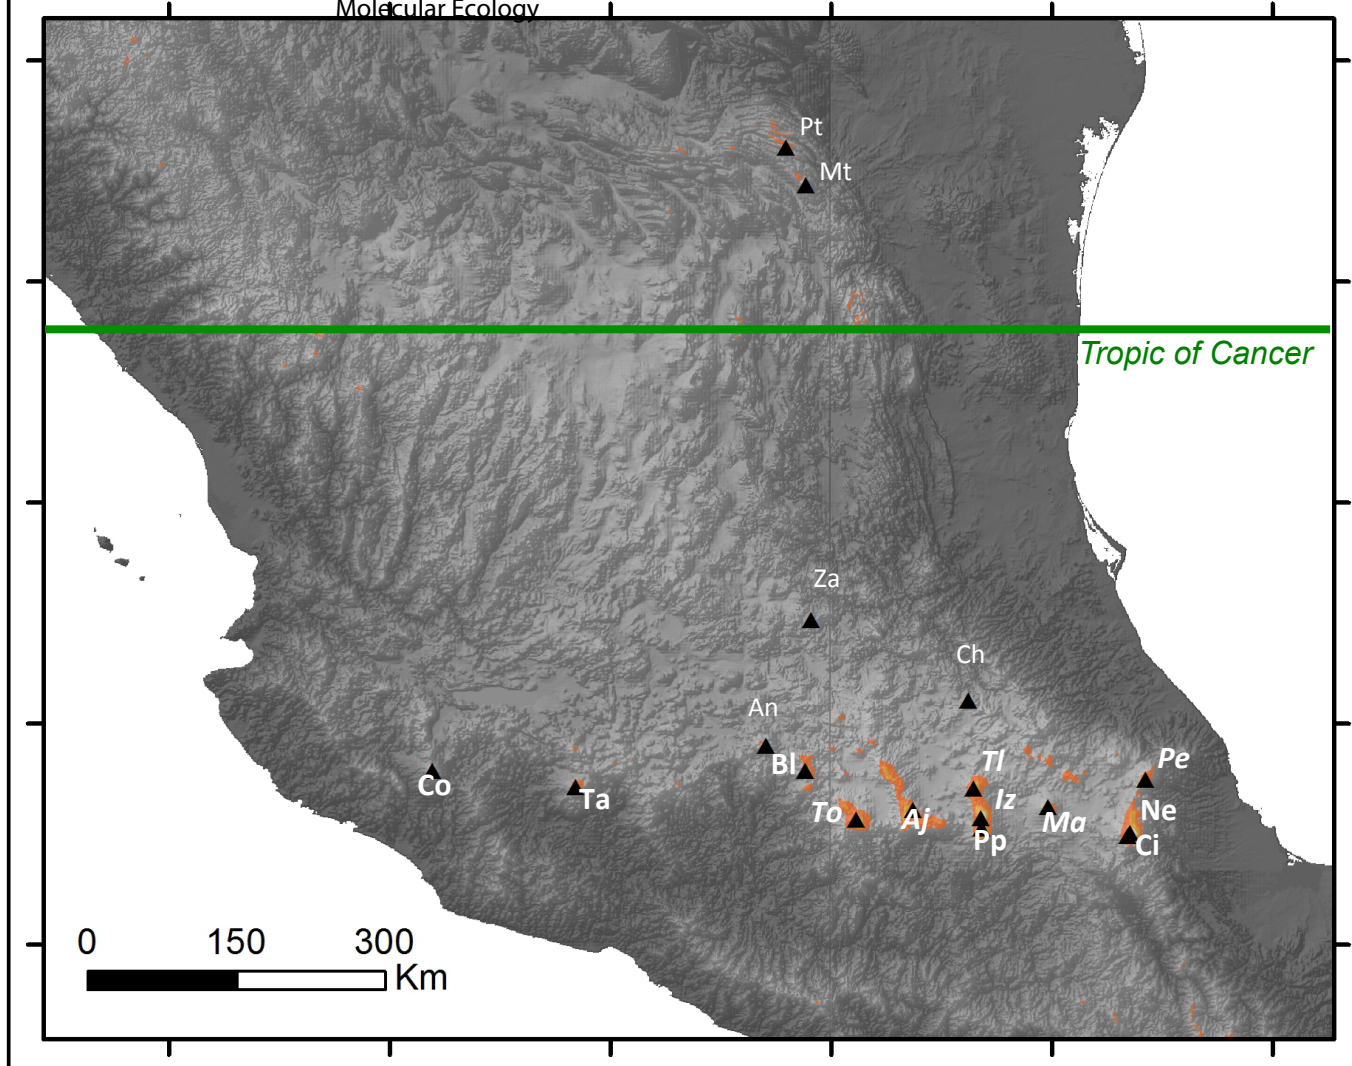 Molecular Ecology
Pt
Mt
Tropic of Cancer
Za
Ch
An
Bl
Tl
Pe
Co
Ta
To
Aj
Iz
Ma
Ne
Pp
Ci
0 150 300
Km